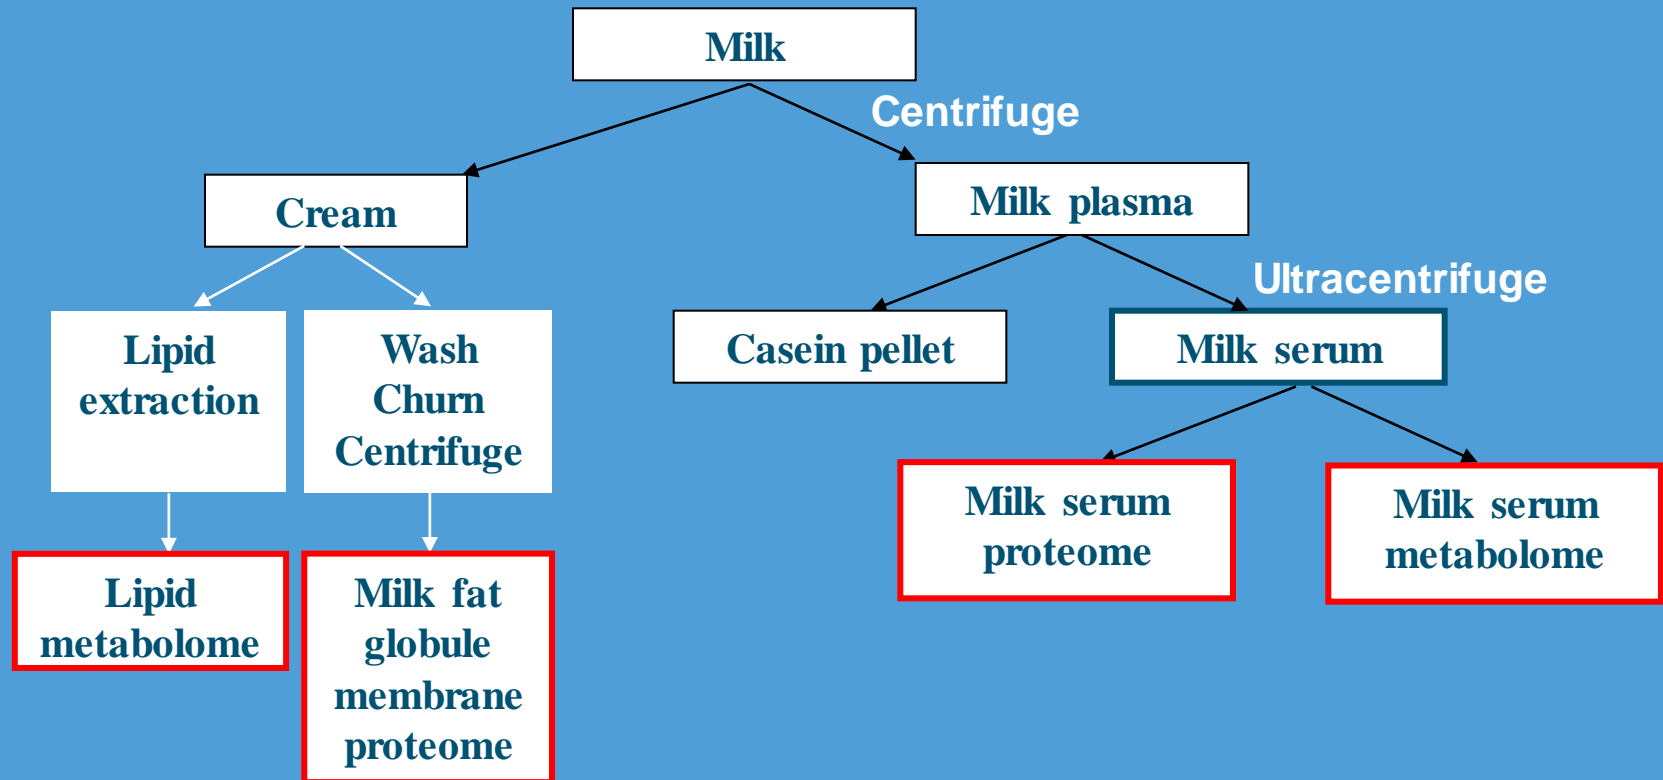 Milk
Centrifuge
Cream
Milk plasma
Ultracentrifuge
Lipid
extraction
Wash
Churn
Centrifuge
Casein pellet
Milk serum
Lipid
metabolome
Milk fat
globule
membrane
proteome
Milk serum
proteome
Milk serum
metabolome